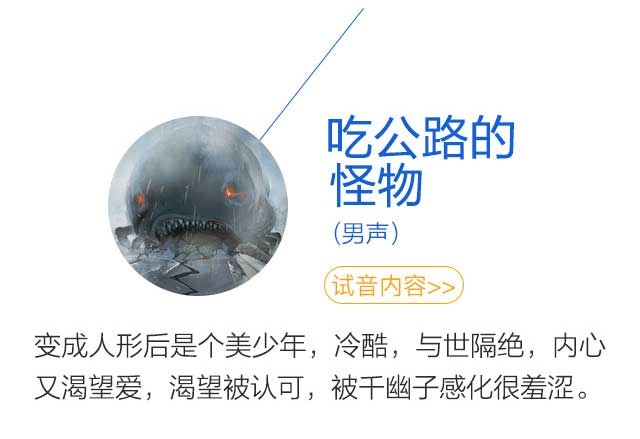 吃公路的
怪物
（男声）
试音内容>>
变成人形后是个美少年，冷酷，与世隔绝，内心
又渴望爱，渴望被认可，被千幽子感化很羞涩。